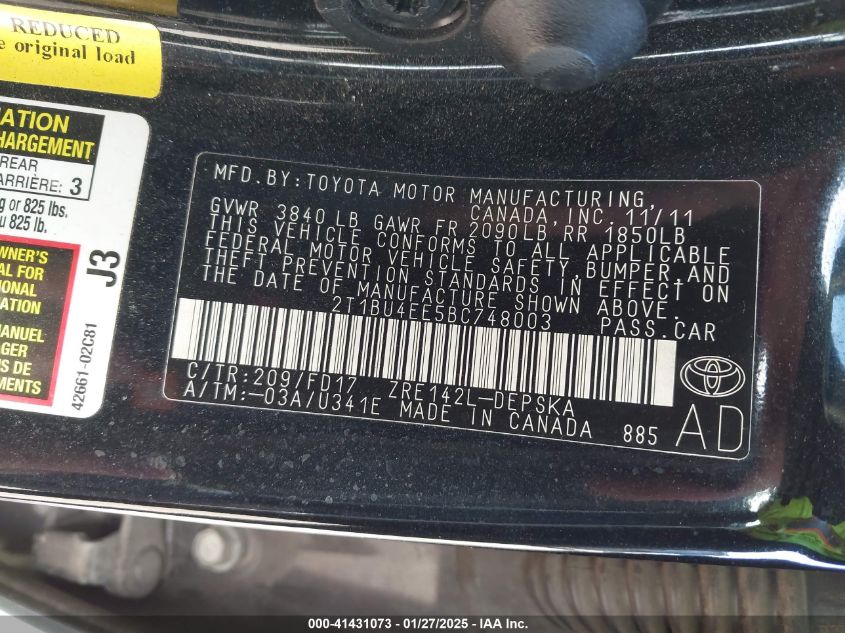 REDUCED
e original load
ATION
CHARGEMENT
REAR
ARRIÈRE: 3
g or 825 lbs.
u 825 lb.
OWNER'S
AL FOR
IONAL
ATION
MANUEL
GER
LES
MENTS
42661-02C81
J3
MFD.BY:TOYOTA MOTOR MANUFACTURING,
CANADA, INC. 11/11
GVWR 3840 LB GAWR FR 2090LB,RR 1850LB
THIS VEHICLE CONFORMS TO ALL APPLICABLE
FEDERAL MOTOR VEHICLE SAFETY,BUMPER,AND
THEFT PREVENTION STANDARDS IN EFFECT ON
THE DATE OF MANUFACTURE SHOWN ABOVE.
2T1BU4EE5BC748003 PASS.CAR
C/TR:209/FD17 ZRE142L-DEPSKA
A/TM:-03A/U341E MADE IN CANADA 885
AD
000-41431073 - 01/27/2025 - IAA Inc.